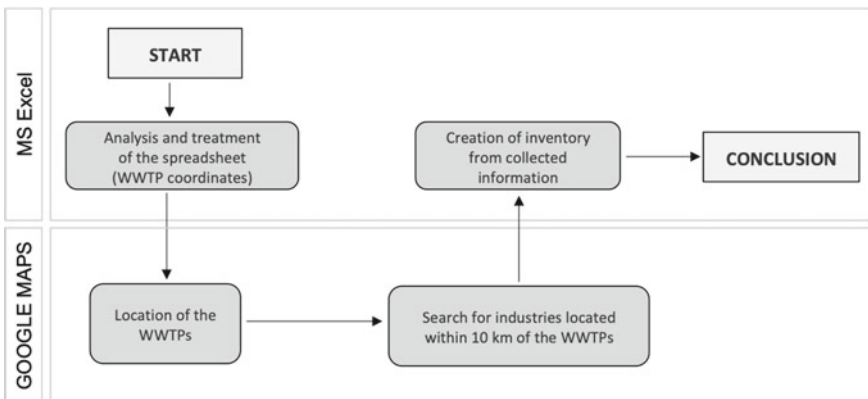 MS Excel
START
Analysis and treatment
of the spreadsheet
(WWTP coordinates)
Creation of inventory
from collected
information
CONCLUSION
GOOGLE MAPS
Location of the
WWTPs
Search for industries located
within 10 km of the WWTPs